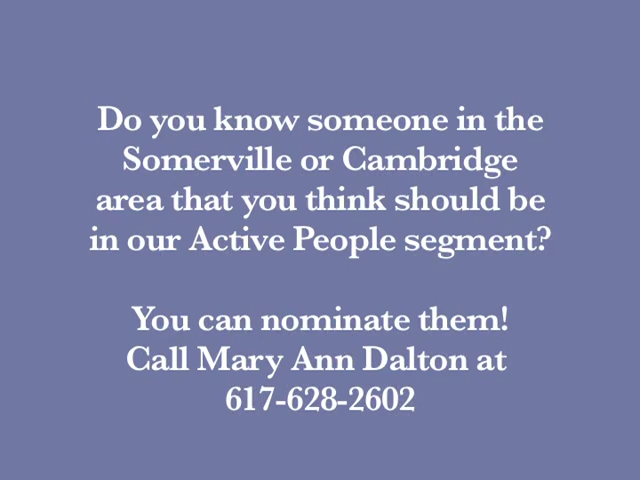 Do you know someone in the
Somerville or Cambridge
area that you think should be
in our Active People segment?
You can nominate them!
Call Mary Ann Dalton at
617-628-2602